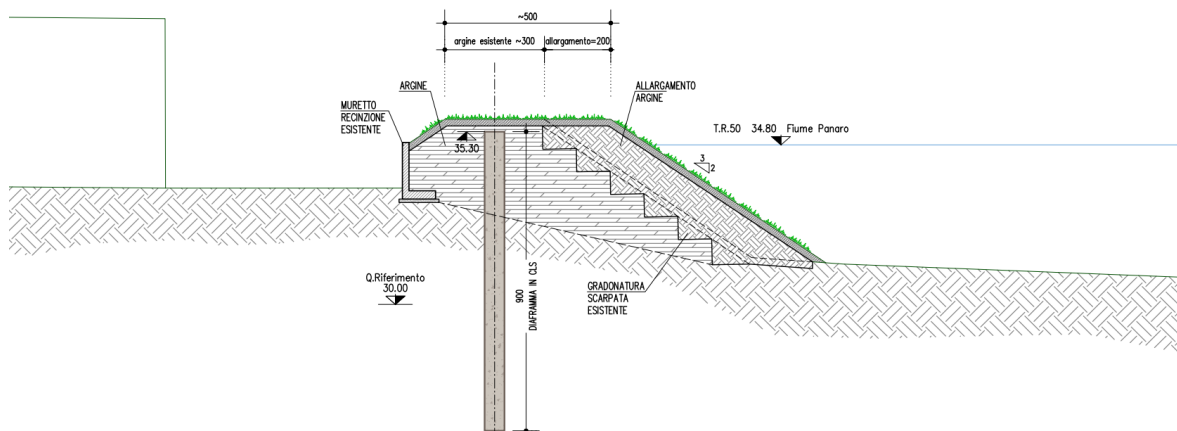 ~500
argine esistente ~300
allargamento=200
ARGINE
ALLARGAMENTO
ARGINE
MURETTO
RECINZIONE
ESISTENTE
T.R.50 34.80 Fiume Panaro
35.30
3
2
Q.Riferimento
30.00
900
DIAFRAMMA IN CLS
GRADONATURA
SCARPATA
ESISTENTE